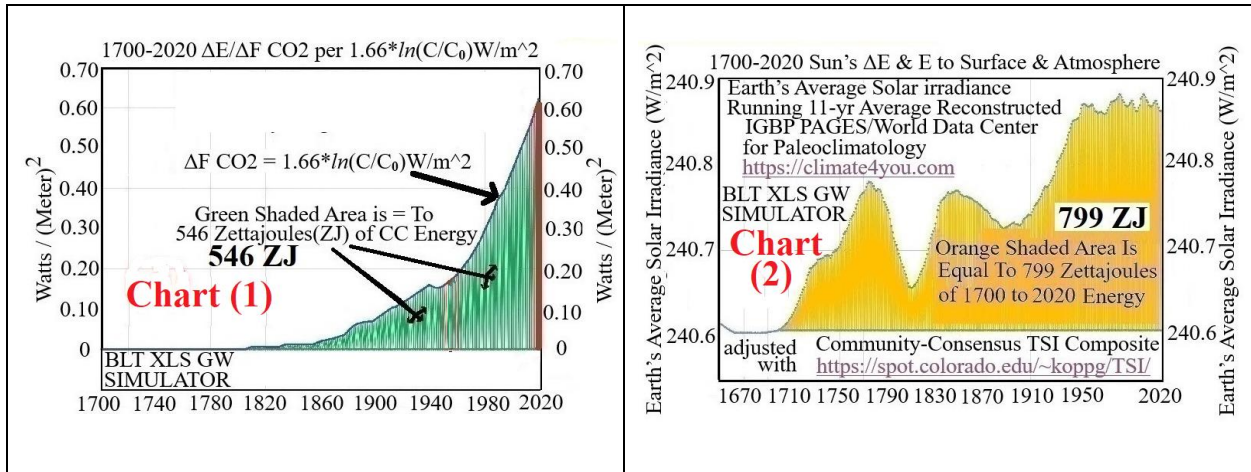 1700-2020 ΔE/ΔF CO2 per 1.66*ln(C/C₀)W/m^2
0.70
0.60
0.50
0.40
0.30
0.20
0.10
0
Watts / (Meter)²
ΔF CO2 = 1.66*ln(C/C₀)W/m^2
Green Shaded Area is = To
546 Zettajoules(ZJ) of CC Energy
546 ZJ
Chart (1)
BLT XLS GW
SIMULATOR
0.70
0.60
0.50
0.40
0.30
0.20
0.10
0
Watts / (Meter)²
1700 1740 1780 1820 1860 1900 1940 1980 2020
1700-2020 Sun's ΔE & E to Surface & Atmosphere
240.9
240.8
240.7
240.6
Earth's Average Solar Irradiance (W/m^2)
Earth's Average Solar irradiance
Running 11-yr Average Reconstructed
IGBP PAGES/World Data Center
for Paleoclimatology
https://climate4you.com
BLT XLS GW
SIMULATOR
Chart
(2)
799 ZJ
Orange Shaded Area Is
Equal To 799 Zettajoules
of 1700 to 2020 Energy
adjusted
with
Community-Consensus TSI Composite
https://spot.colorado.edu/~koppg/TSI/
240.9
240.8
240.7
240.6
Earth's Average Solar Irradiance (W/m^2)
1670 1710 1750 1790 1830 1870 1910 1950 2020